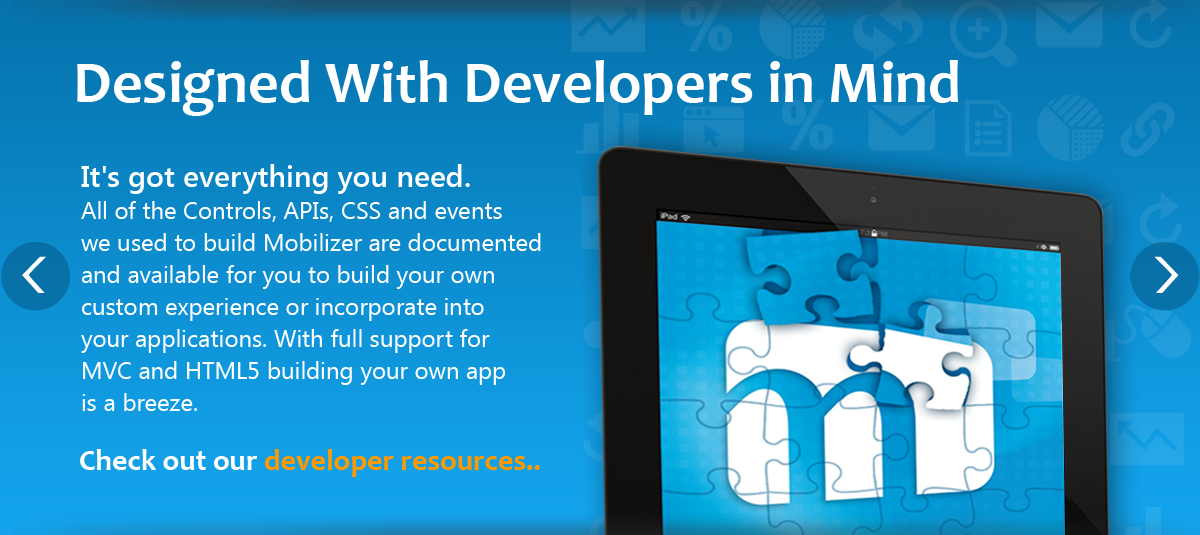 Designed With Developers in Mind
It's got everything you need.
All of the Controls, APIs, CSS and events
we used to build Mobilizer are documented
and available for you to build your own
custom experience or incorporate into
your applications. With full support for
MVC and HTML5 building your own app
is a breeze.
Check out our developer resources..
iPad
m